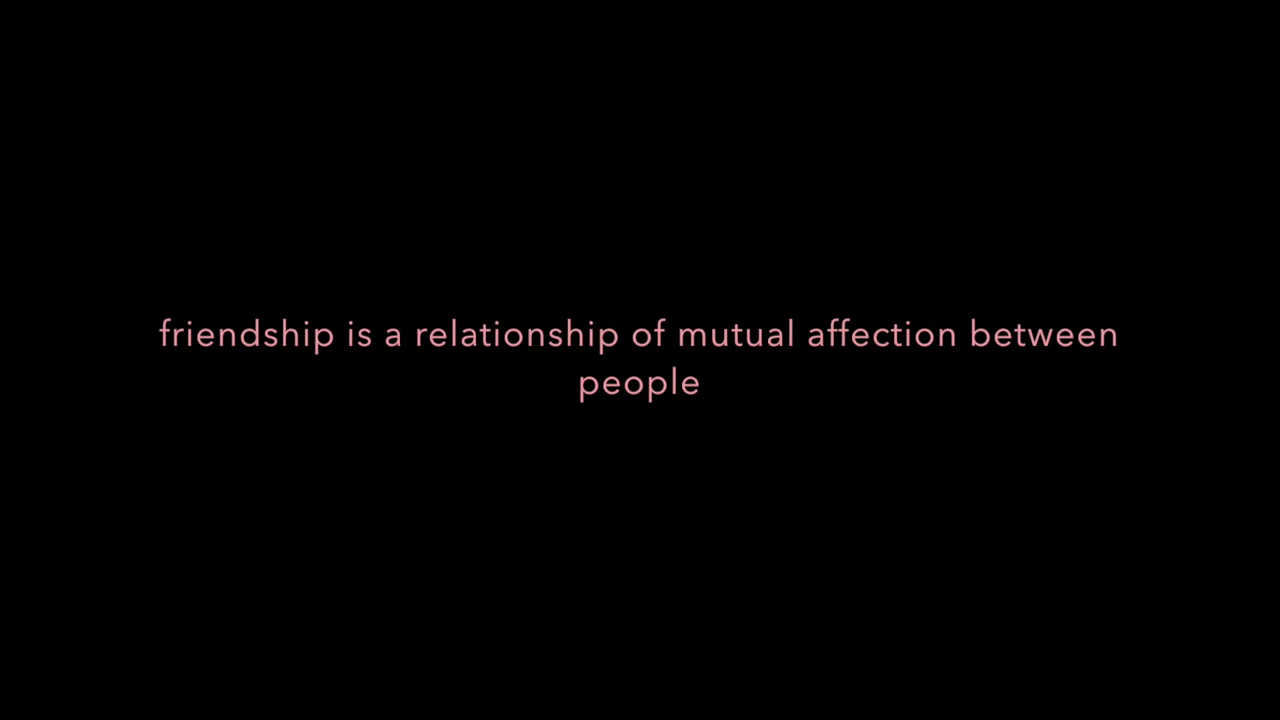 friendship is a relationship of mutual affection between
people